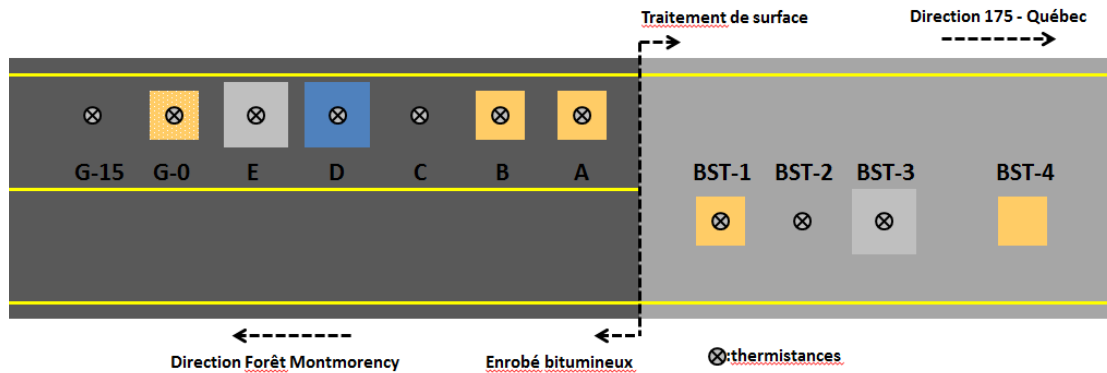 Traitement de surface
Direction 175 - Québec
G-15 G-0 E D C B A
BST-1 BST-2 BST-3 BST-4
Direction Forêt Montmorency
Enrobé bitumineux
:thermistances